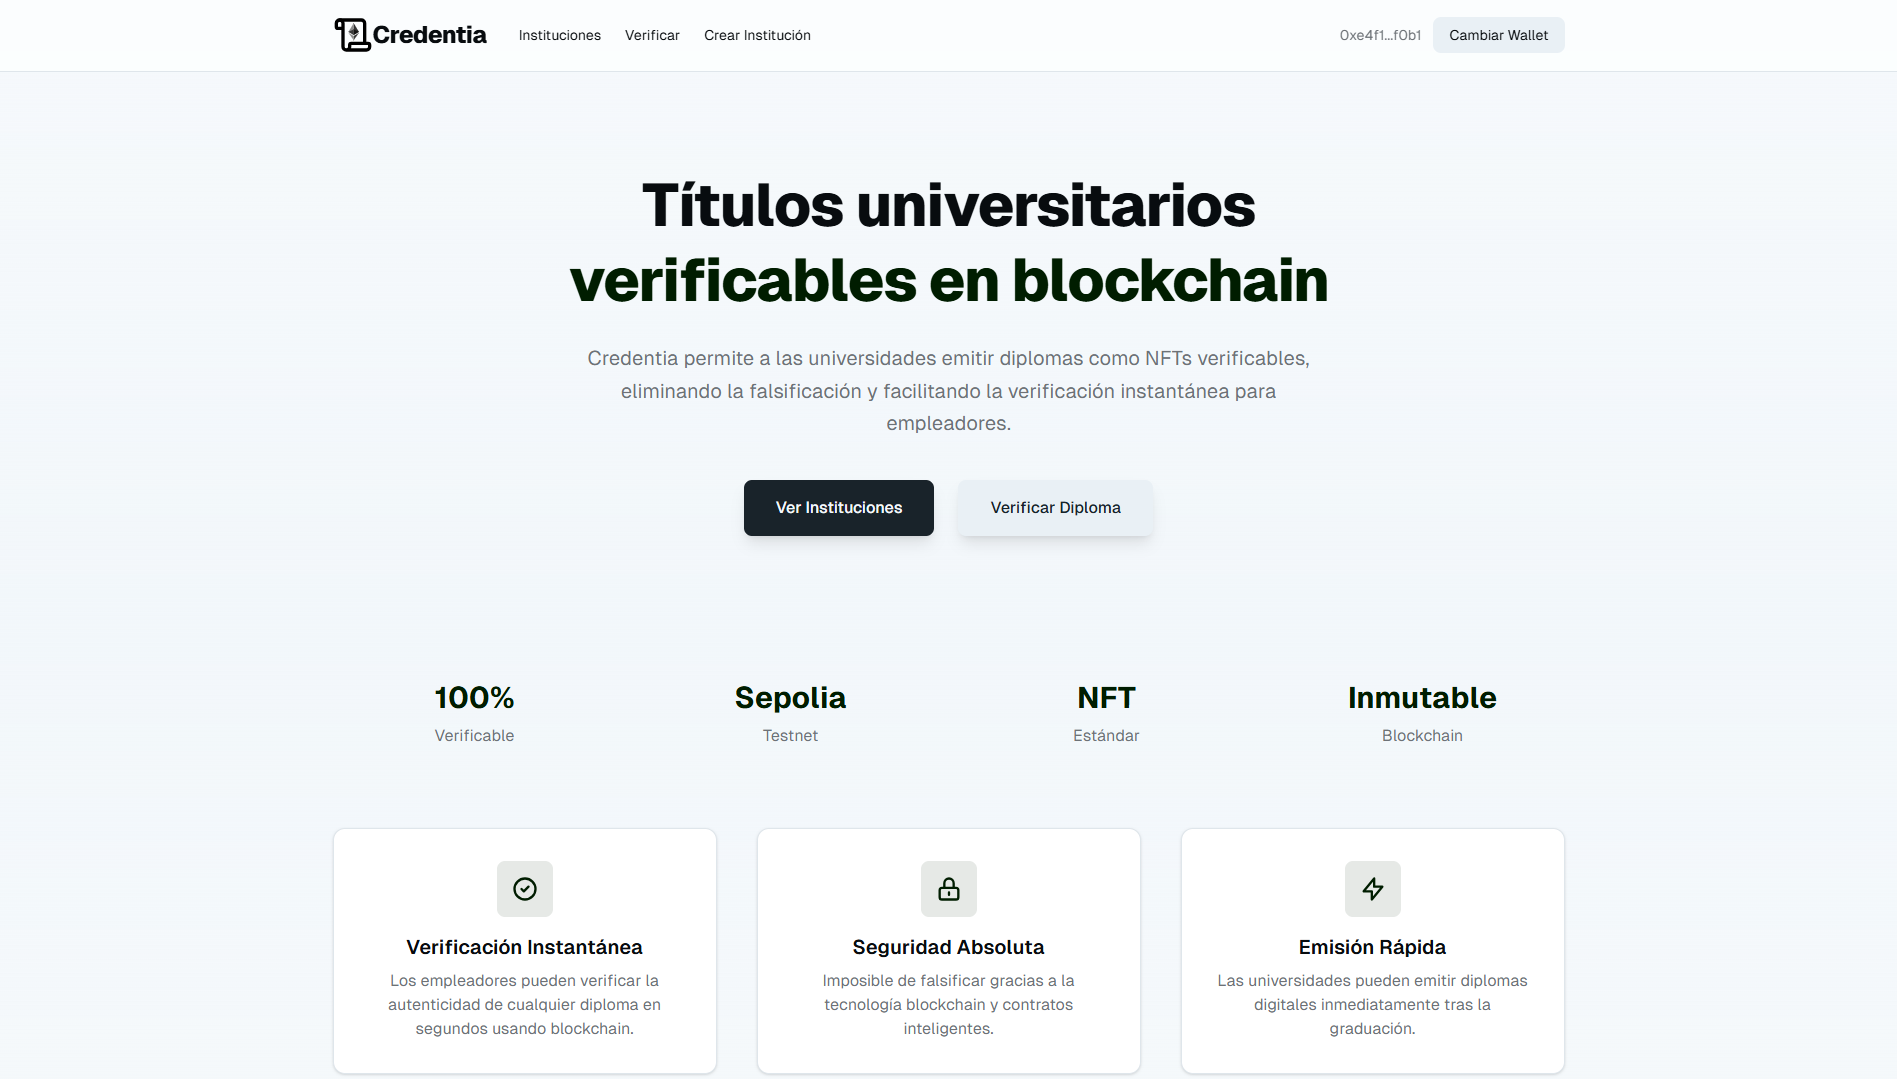 Credentia
Instituciones
Verificar
Crear Institución
0xe4f1...f0b1
Cambiar Wallet
Títulos universitarios
verificables en blockchain
Credentia permite a las universidades emitir diplomas como NFTs verificables,
eliminando la falsificación y facilitando la verificación instantánea para
empleadores.
Ver Instituciones
Verificar Diploma
100%
Verificable
Sepolia
Testnet
NFT
Estándar
Inmutable
Blockchain
Verificación Instantánea
Los empleadores pueden verificar la
autenticidad de cualquier diploma en
segundos usando blockchain.
Seguridad Absoluta
Imposible de falsificar gracias a la
tecnología blockchain y contratos
inteligentes.
Emisión Rápida
Las universidades pueden emitir diplomas
digitales inmediatamente tras la
graduación.